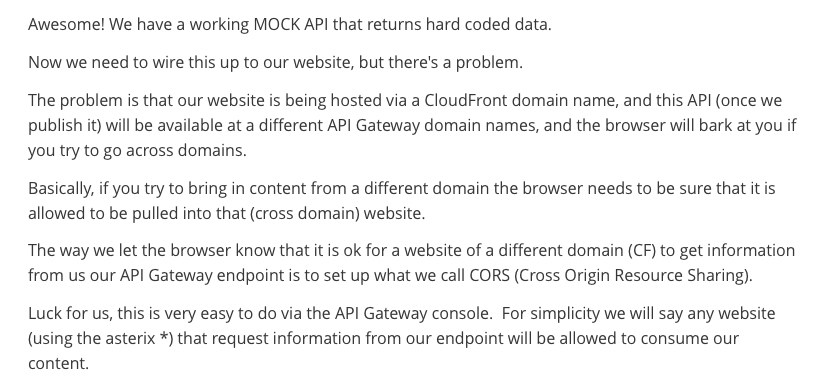 Awesome! We have a working MOCK API that returns hard coded data.
Now we need to wire this up to our website, but there's a problem.
The problem is that our website is being hosted via a CloudFront domain name, and this API (once we
publish it) will be available at a different API Gateway domain names, and the browser will bark at you if
you try to go across domains.
Basically, if you try to bring in content from a different domain the browser needs to be sure that it is
allowed to be pulled into that (cross domain) website.
The way we let the browser know that it is ok for a website of a different domain (CF) to get information
from us our API Gateway endpoint is to set up what we call CORS (Cross Origin Resource Sharing).
Luck for us, this is very easy to do via the API Gateway console.  For simplicity we will say any website
(using the asterix *) that request information from our endpoint will be allowed to consume our
content.